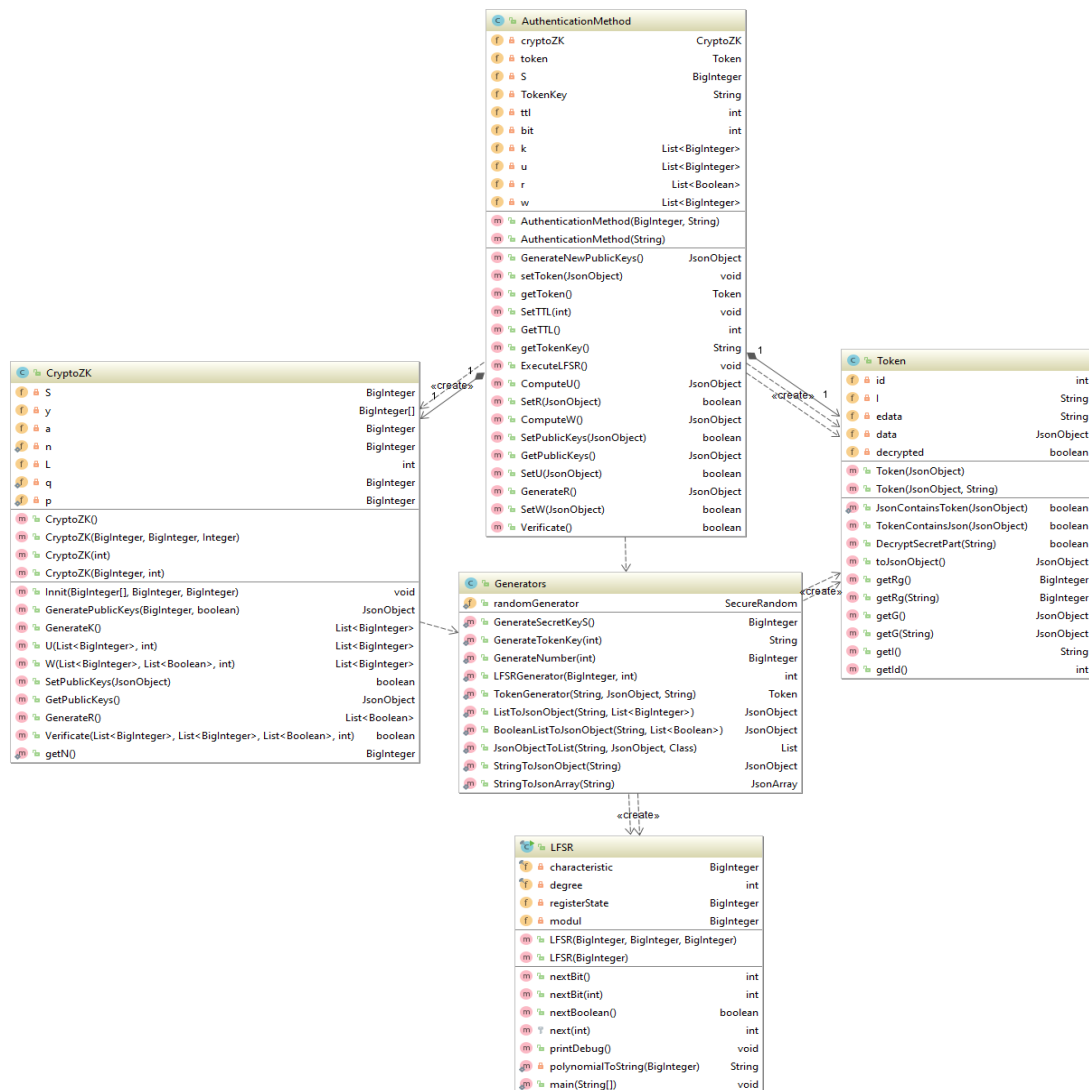 AuthenticationMethod
cryptoZK CryptoZK
token Token
S BigInteger
TokenKey String
ttl int
bit int
k List<BigInteger>
u List<BigInteger>
r List<Boolean>
w List<BigInteger>
AuthenticationMethod(BigInteger, String)
AuthenticationMethod(String)
GenerateNewPublicKeys() JsonObject
setToken(JsonObject) void
getToken() Token
SetTTL(int) void
GetTTL() int
getTokenKey() String
ExecuteLFSR() void
ComputeU() JsonObject
SetR(JsonObject) boolean
ComputeW() JsonObject
SetPublicKeys(JsonObject) boolean
GetPublicKeys() JsonObject
SetU(JsonObject) boolean
GenerateR() JsonObject
SetW(JsonObject) boolean
Verificate() boolean
1
«create»
1
1
«create» 1
CryptoZK
S BigInteger
y BigInteger[]
a BigInteger
n BigInteger
L int
q BigInteger
p BigInteger
CryptoZK()
CryptoZK(BigInteger, BigInteger, Integer)
CryptoZK(int)
CryptoZK(BigInteger, int)
Innit(BigInteger[], BigInteger, BigInteger) void
GeneratePublicKeys(BigInteger, boolean) JsonObject
GenerateK() List<BigInteger>
U(List<BigInteger>, int) List<BigInteger>
W(List<BigInteger>, List<Boolean>, int) List<BigInteger>
SetPublicKeys(JsonObject) boolean
GetPublicKeys() JsonObject
GenerateR() List<Boolean>
Verificate(List<BigInteger>, List<BigInteger>, List<Boolean>, int) boolean
getN() BigInteger
Token
id int
I String
edata String
data JsonObject
decrypted boolean
Token(JsonObject)
Token(JsonObject, String)
JsonContainsToken(JsonObject) boolean
TokenContainsJson(JsonObject) boolean
DecryptSecretPart(String) boolean
toJsonObject() JsonObject
getRg() BigInteger
getRg(String) BigInteger
getG() JsonObject
getG(String) JsonObject
getI() String
getId() int
Generators
randomGenerator SecureRandom
GenerateSecretKeyS() BigInteger
GenerateTokenKey(int) String
GenerateNumber(int) BigInteger
LFSRGenerator(BigInteger, int) int
TokenGenerator(String, JsonObject, String) Token
ListToJsonObject(String, List<BigInteger>) JsonObject
BooleanListToJsonObject(String, List<Boolean>) JsonObject
JsonObjectToList(String, JsonObject, Class) List
StringToJsonObject(String) JsonObject
StringToJsonArray(String) JsonArray
«create»
«create»
LFSR
characteristic BigInteger
degree int
registerState BigInteger
modul BigInteger
LFSR(BigInteger, BigInteger, BigInteger)
LFSR(BigInteger)
nextBit() int
nextBit(int) int
nextBoolean() boolean
next(int) int
printDebug() void
polynomialToString(BigInteger) String
main(String[]) void